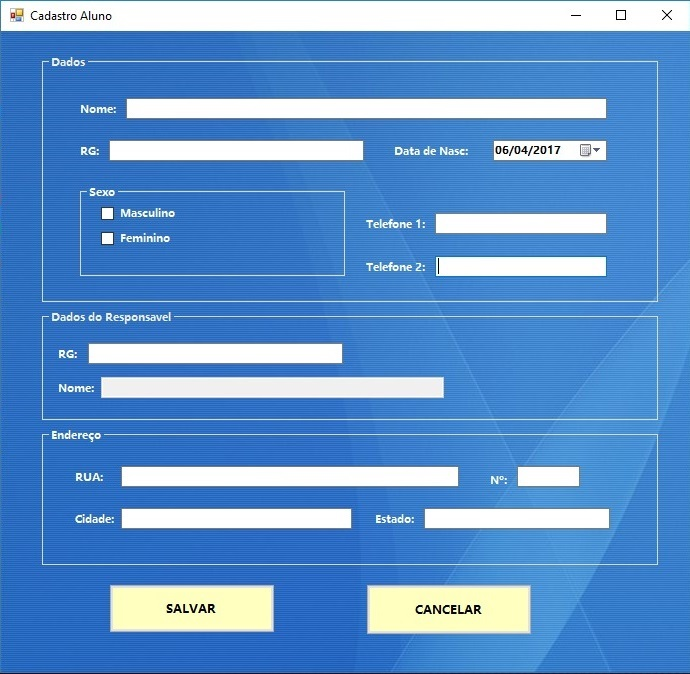 Cadastro Aluno
Dados
Nome:
RG:
Data de Nasc:
06/04/2017
Sexo
Masculino
Feminino
Telefone 1:
Telefone 2:
Dados do Responsavel
RG:
Nome:
Endereço
RUA:
Nº:
Cidade:
Estado:
SALVAR
CANCELAR